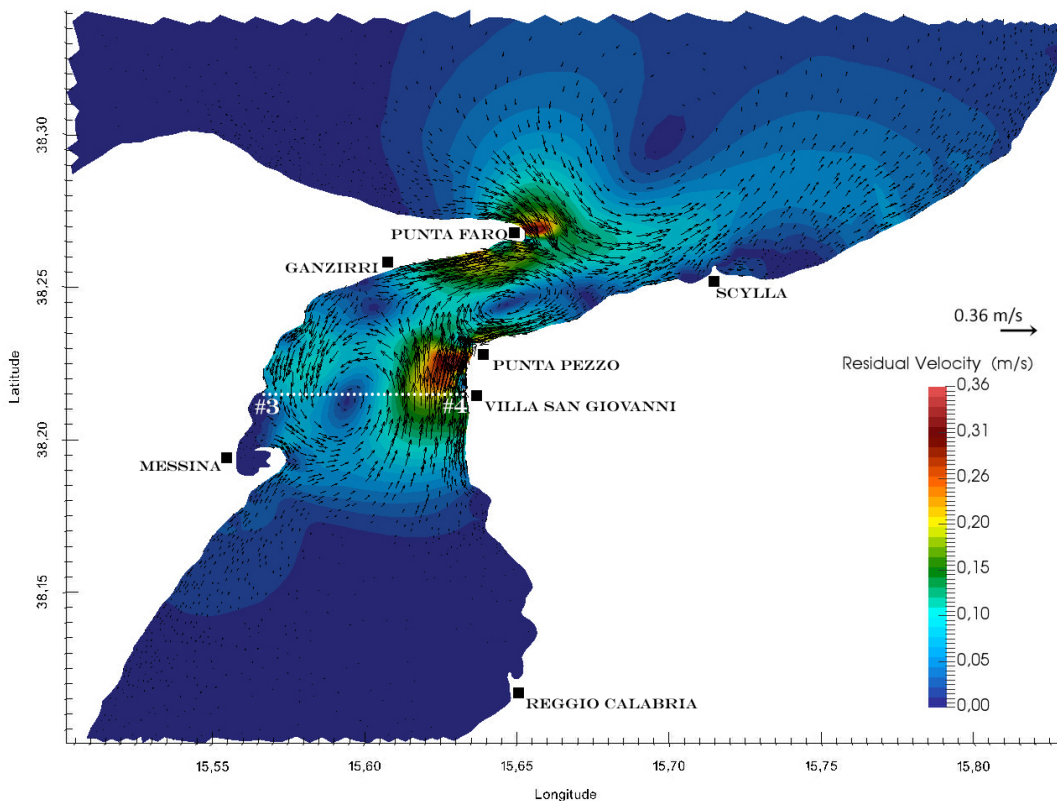 38,30
38,25
38,20
38,15
Latitude
PUNTA FARO
GANZIRRI
SCYLLA
PUNTA PEZZO
VILLA SAN GIOVANNI
#3
#4
MESSINA
REGGIO CALABRIA
0.36 m/s
Residual Velocity (m/s)
0,36
0,31
0,26
0,20
0,15
0,10
0,05
0,00
15,55
15,60
15,65
15,70
15,75
15,80
Longitude